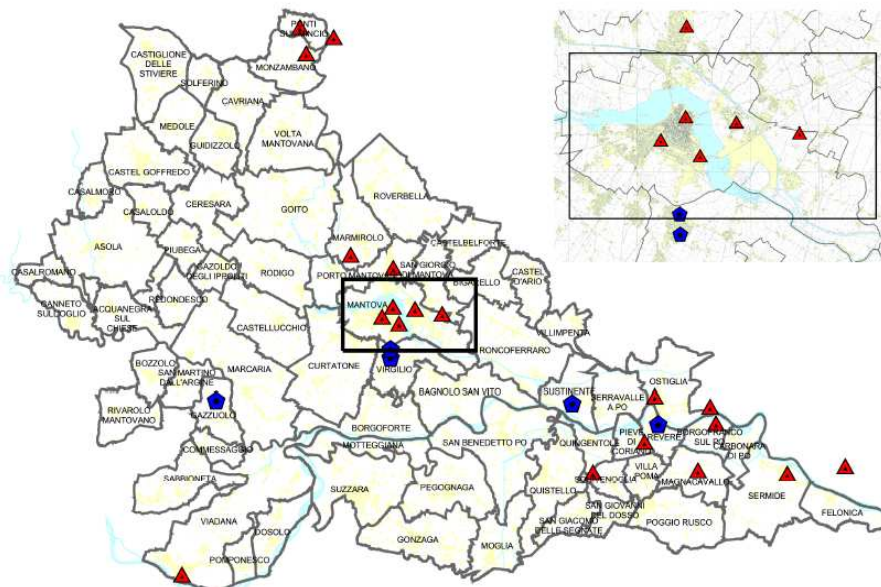 PONTI
SUL MINCIO
CASTIGLIONE
DELLE
STIVIERE
MONZAMBANO
SOLFERINO
CAVRIANA
MEDOLE
VOLTA
MANTOVANA
GUIDIZZOLO
CASTEL GOFFREDO
CASALMORO
CERESARA
ROVERBELLA
CASALOLDO
GOITO
MARMIROLO
ASOLA
PIUBEGA
CASTELBELFORTE
CASALROMANO
GAZOLDO
DEGLI IPPOLITI
RODIGO
PORTO MANTOVANO
SAN GIORGIO
DI MANTOVA
BIGARELLO
CASTEL
D'ARIO
CANNETO
SULL'OGLIO
ACQUANEGRA
SUL
CHIESE
REDONDESCO
MANTOVA
CASTELLUCCHIO
VILLIMPENTA
RONCOFERRARO
BOZZOLO
SAN MARTINO
DALL'ARGINE
MARCARIA
CURTATONE
VIRGILIO
BAGNOLO SAN VITO
SUSTINENTE
SERRAVALLE
A PO
OSTIGLIA
RIVAROLO
MANTOVANO
GAZZUOLO
BORGOFORTE
COMMESSAGGIO
MOTTEGGIANA
SAN BENEDETTO PO
QUINGENTOLE
PIEVE
DI
CORIANO
REVERE
BORGOFRANCO
SUL PO
CARBONARA
DI PO
SABBIONETA
SUZZARA
PEGOGNAGA
QUISTELLO
SCHIVENOGLIA
VILLA
POMA
MAGNACAVALLO
SERMIDE
FELONICA
VIADANA
DOSOLO
POMPONESCO
GONZAGA
MOGLIA
SAN GIACOMO
DELLE SEGNATE
SAN GIOVANNI
DEL DOSSO
POGGIO RUSCO